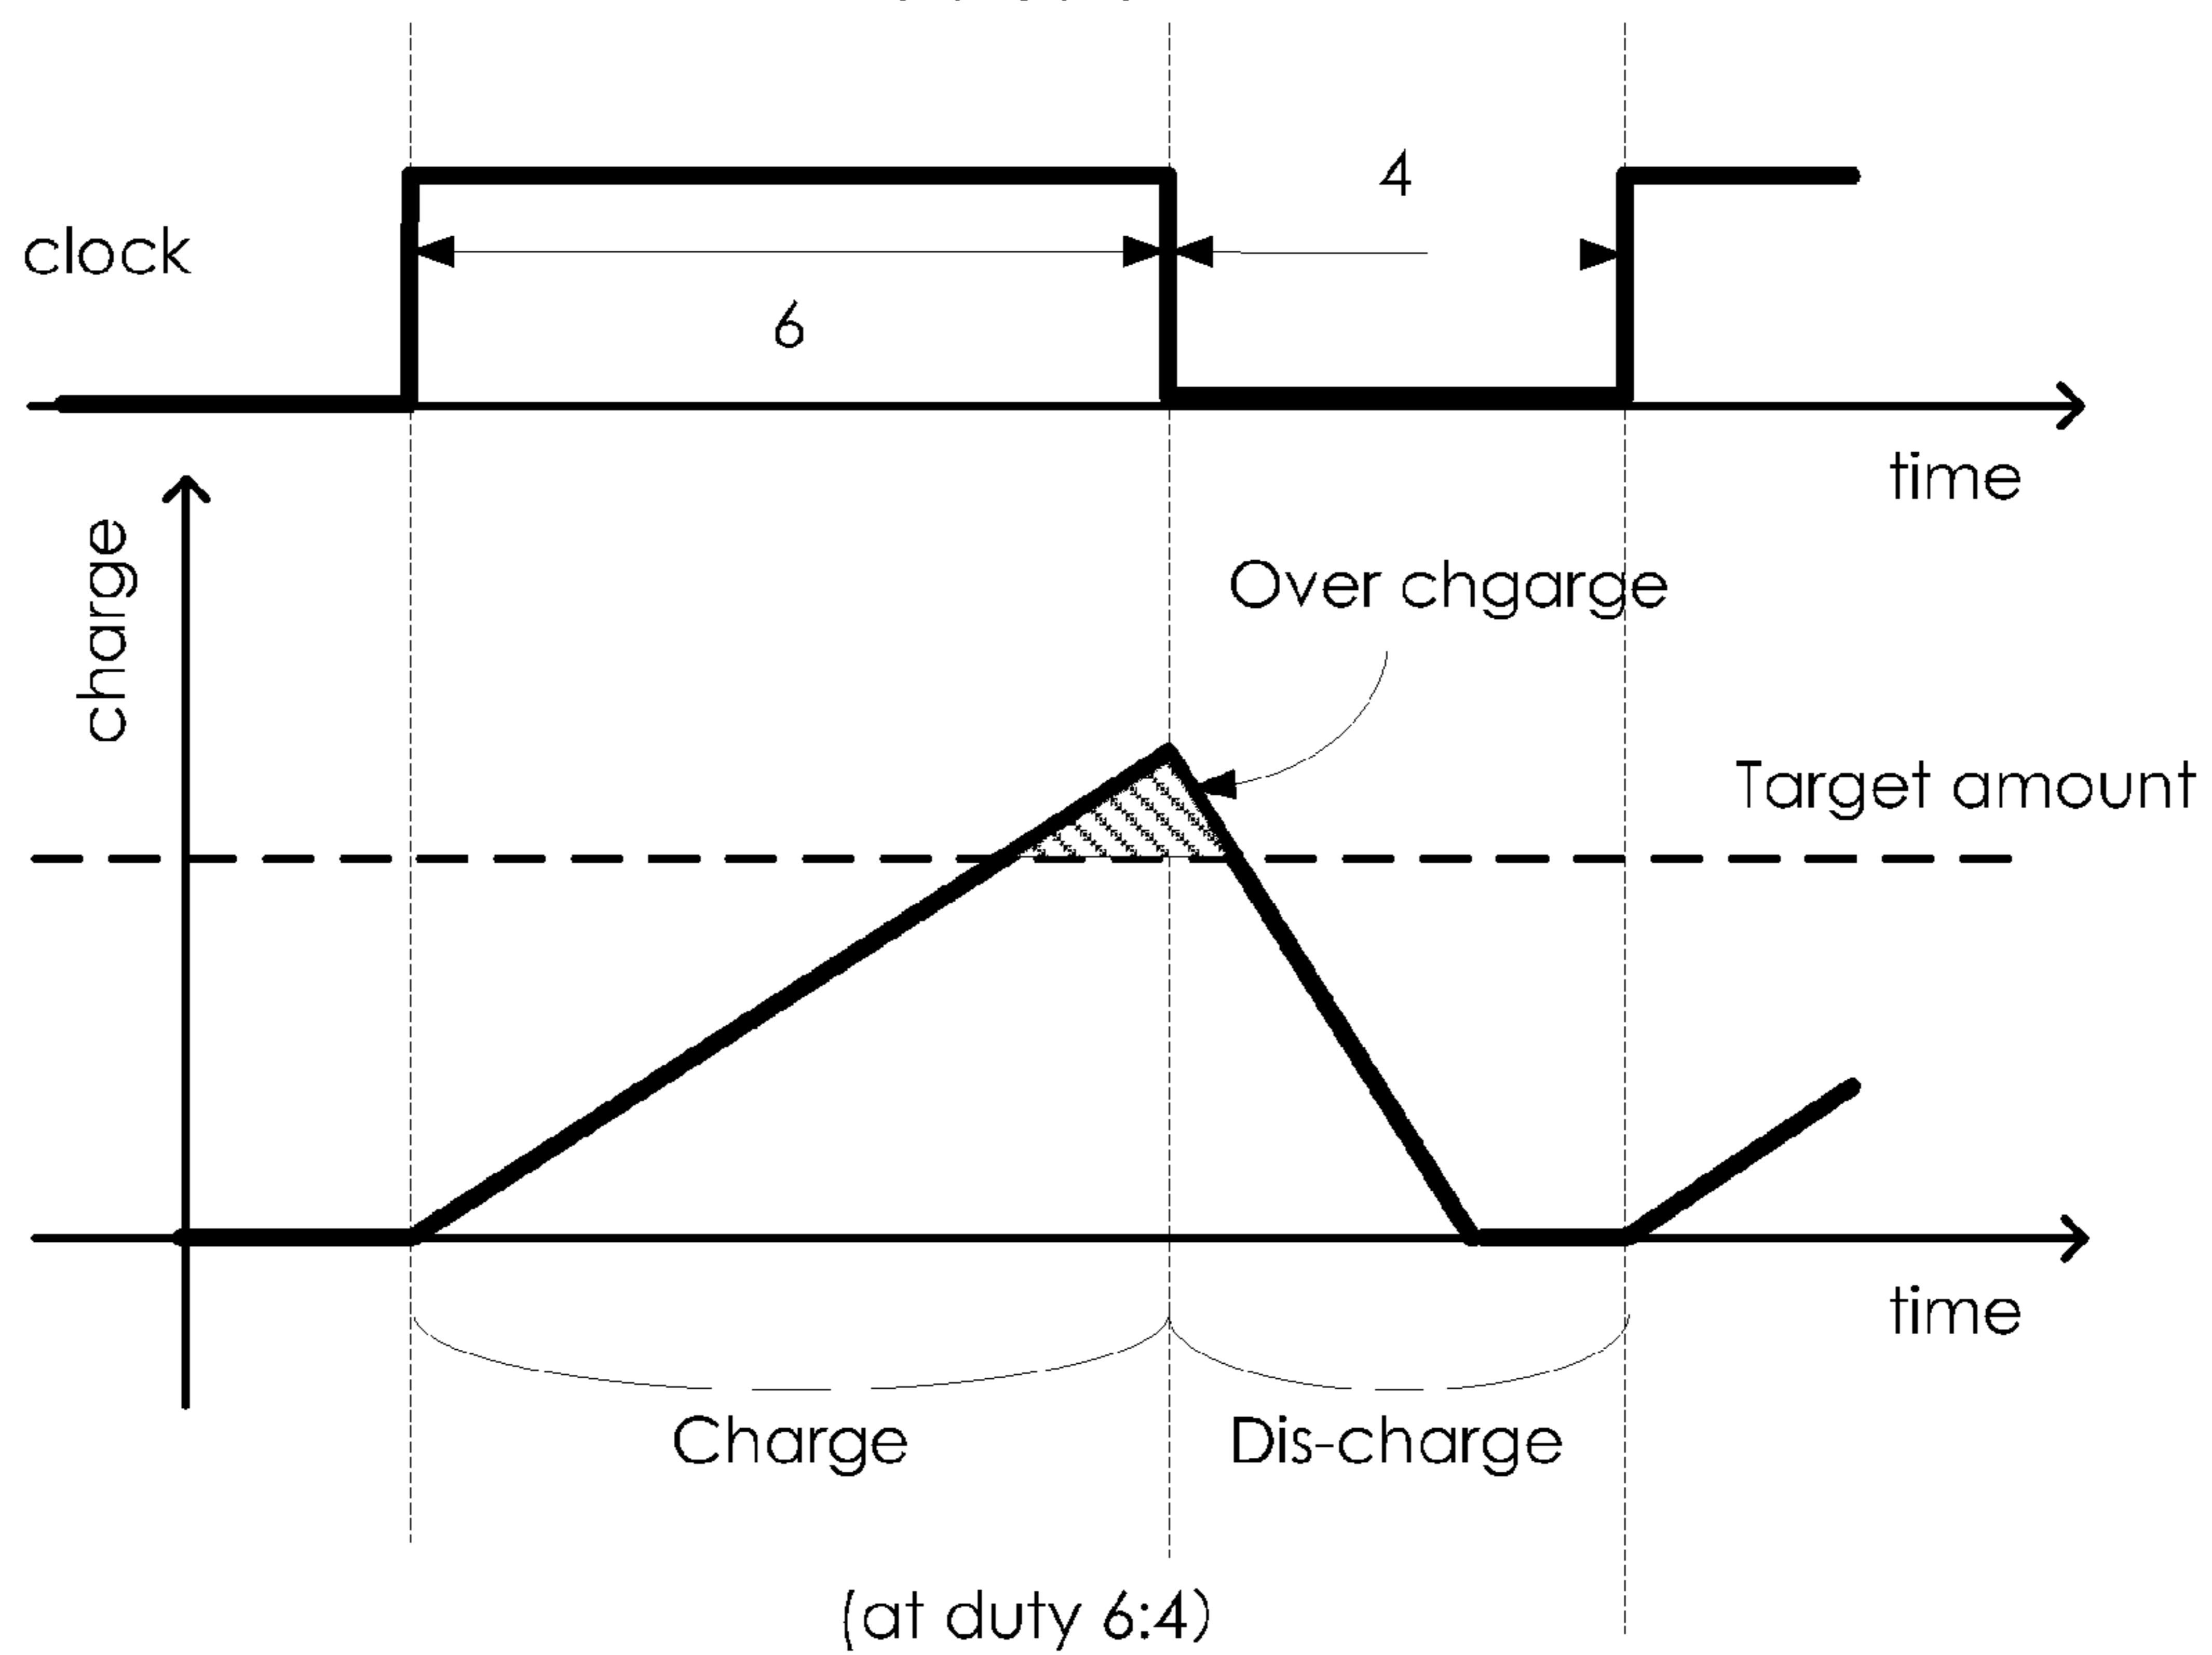 4
clock
6
time
charge
Over chgarge
Target amount
time
Charge
Dis-charge
(at duty 6:4)